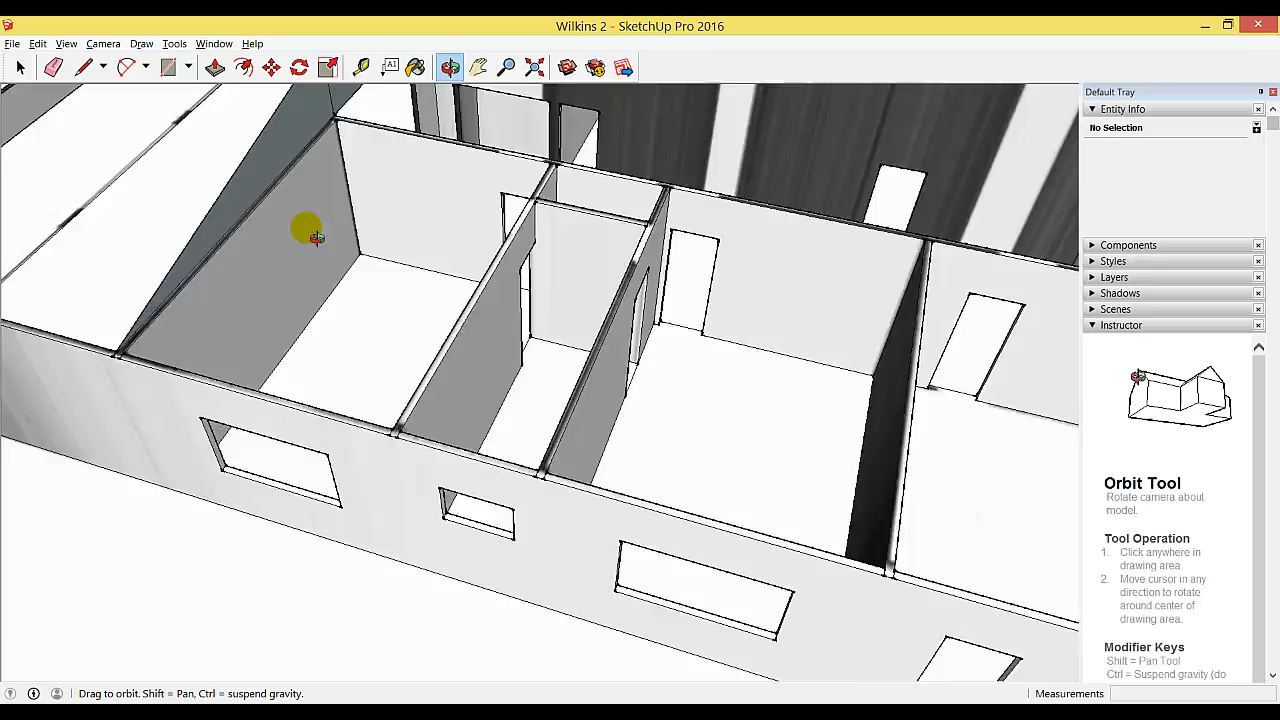 Wilkins 2 - SketchUp Pro 2016
File Edit View Camera Draw Tools Window Help
A1
Default Tray
Entity Info
No Selection
Components
Styles
Layers
Shadows
Scenes
Instructor
Orbit Tool
Rotate camera about
model.
Tool Operation
1. Click anywhere in
drawing area.
2. Move cursor in any
direction to rotate
around center of
drawing area.
Modifier Keys
Shift = Pan Tool
Ctrl = Suspend gravity (do
Drag to orbit. Shift = Pan, Ctrl = suspend gravity.
Measurements